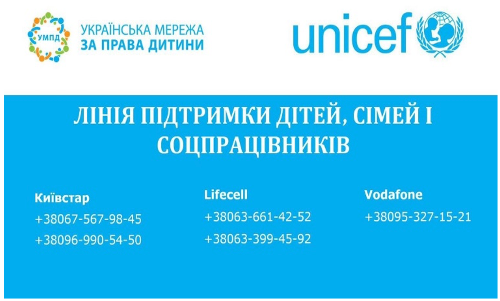 УМПД
УКРАЇНСЬКА МЕРЕЖА
ЗА ПРАВА ДИТИНИ
unicef
ЛІНІЯ ПІДТРИМКИ ДІТЕЙ, СІМЕЙ І
СОЦПРАЦІВНИКІВ
Київстар
+38067-567-98-45
+38096-990-54-50
Lifecell
+38063-661-42-52
+38063-399-45-92
Vodafone
+38095-327-15-21